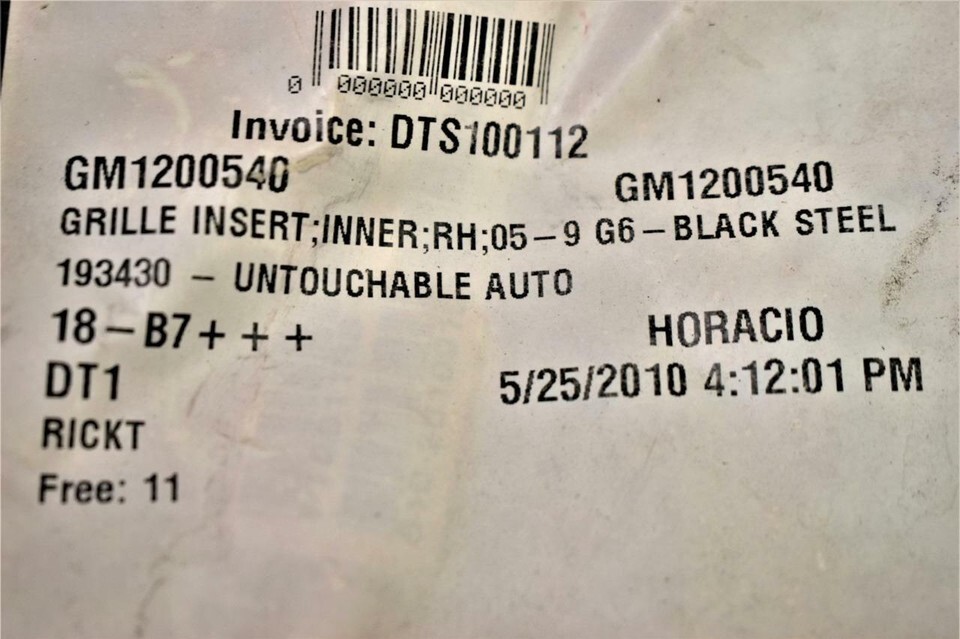 0 000000 000000
Invoice: DTS100112
GM1200540 GM1200540
GRILLE INSERT;INNER;RH;05-9 G6-BLACK STEEL
193430 - UNTOUCHABLE AUTO
18-B7+++ HORACIO
DT1 5/25/2010 4:12:01 PM
RICKT
Free: 11